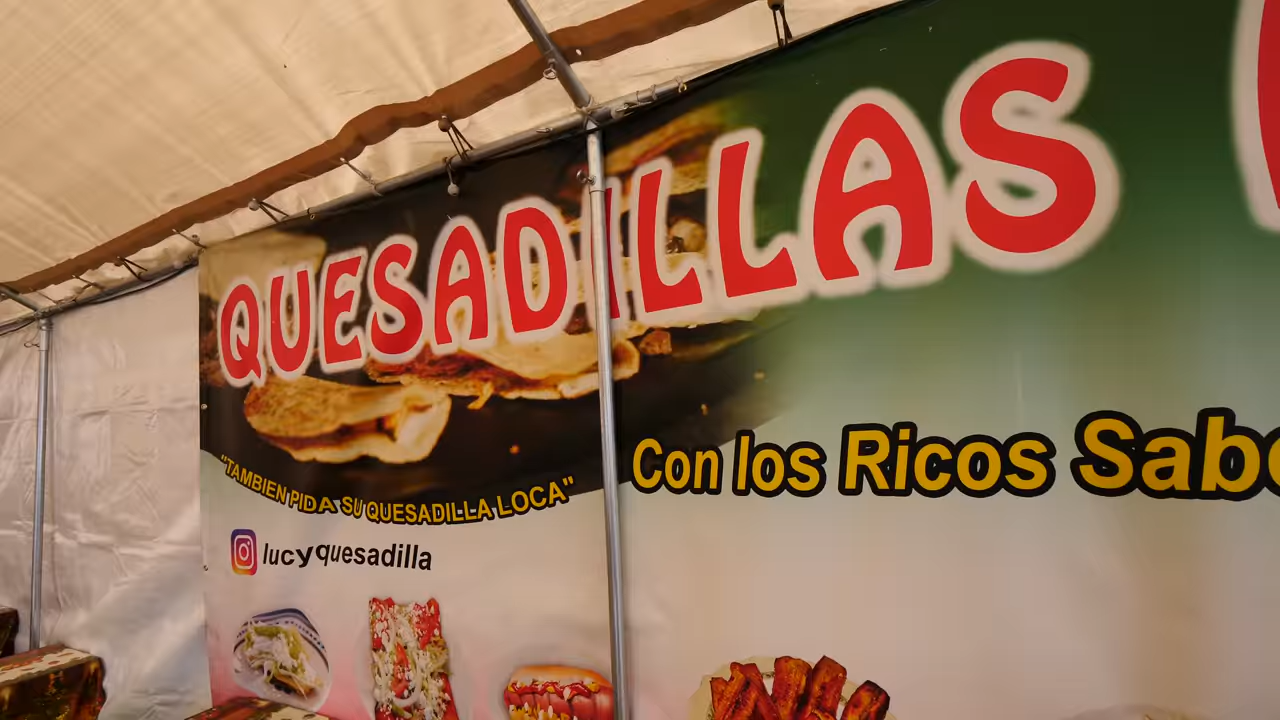 QUESADILLAS
Con los Ricos
"TAMBIEN PIDA SU QUESADILLA LOCA"
lucyquesadilla